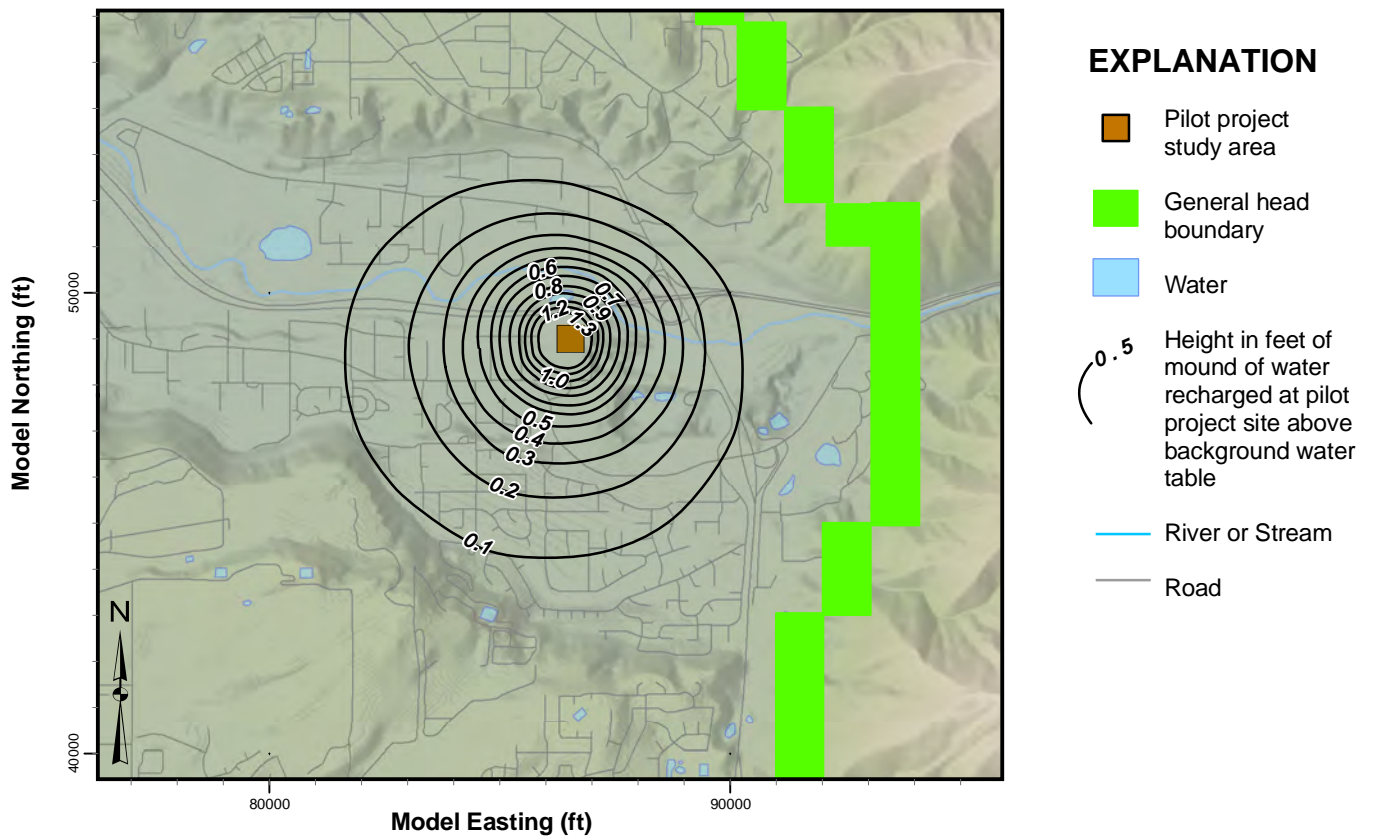 Model Northing (ft)
50000
40000
0.6
0.8
0.7
0.9
1.2
1.3
1.0
0.5
0.4
0.3
0.2
0.1
N
80000
90000
Model Easting (ft)
EXPLANATION
Pilot project
study area
General head
boundary
Water
0.5
Height in feet of
mound of water
recharged at pilot
project site above
background water
table
River or Stream
Road